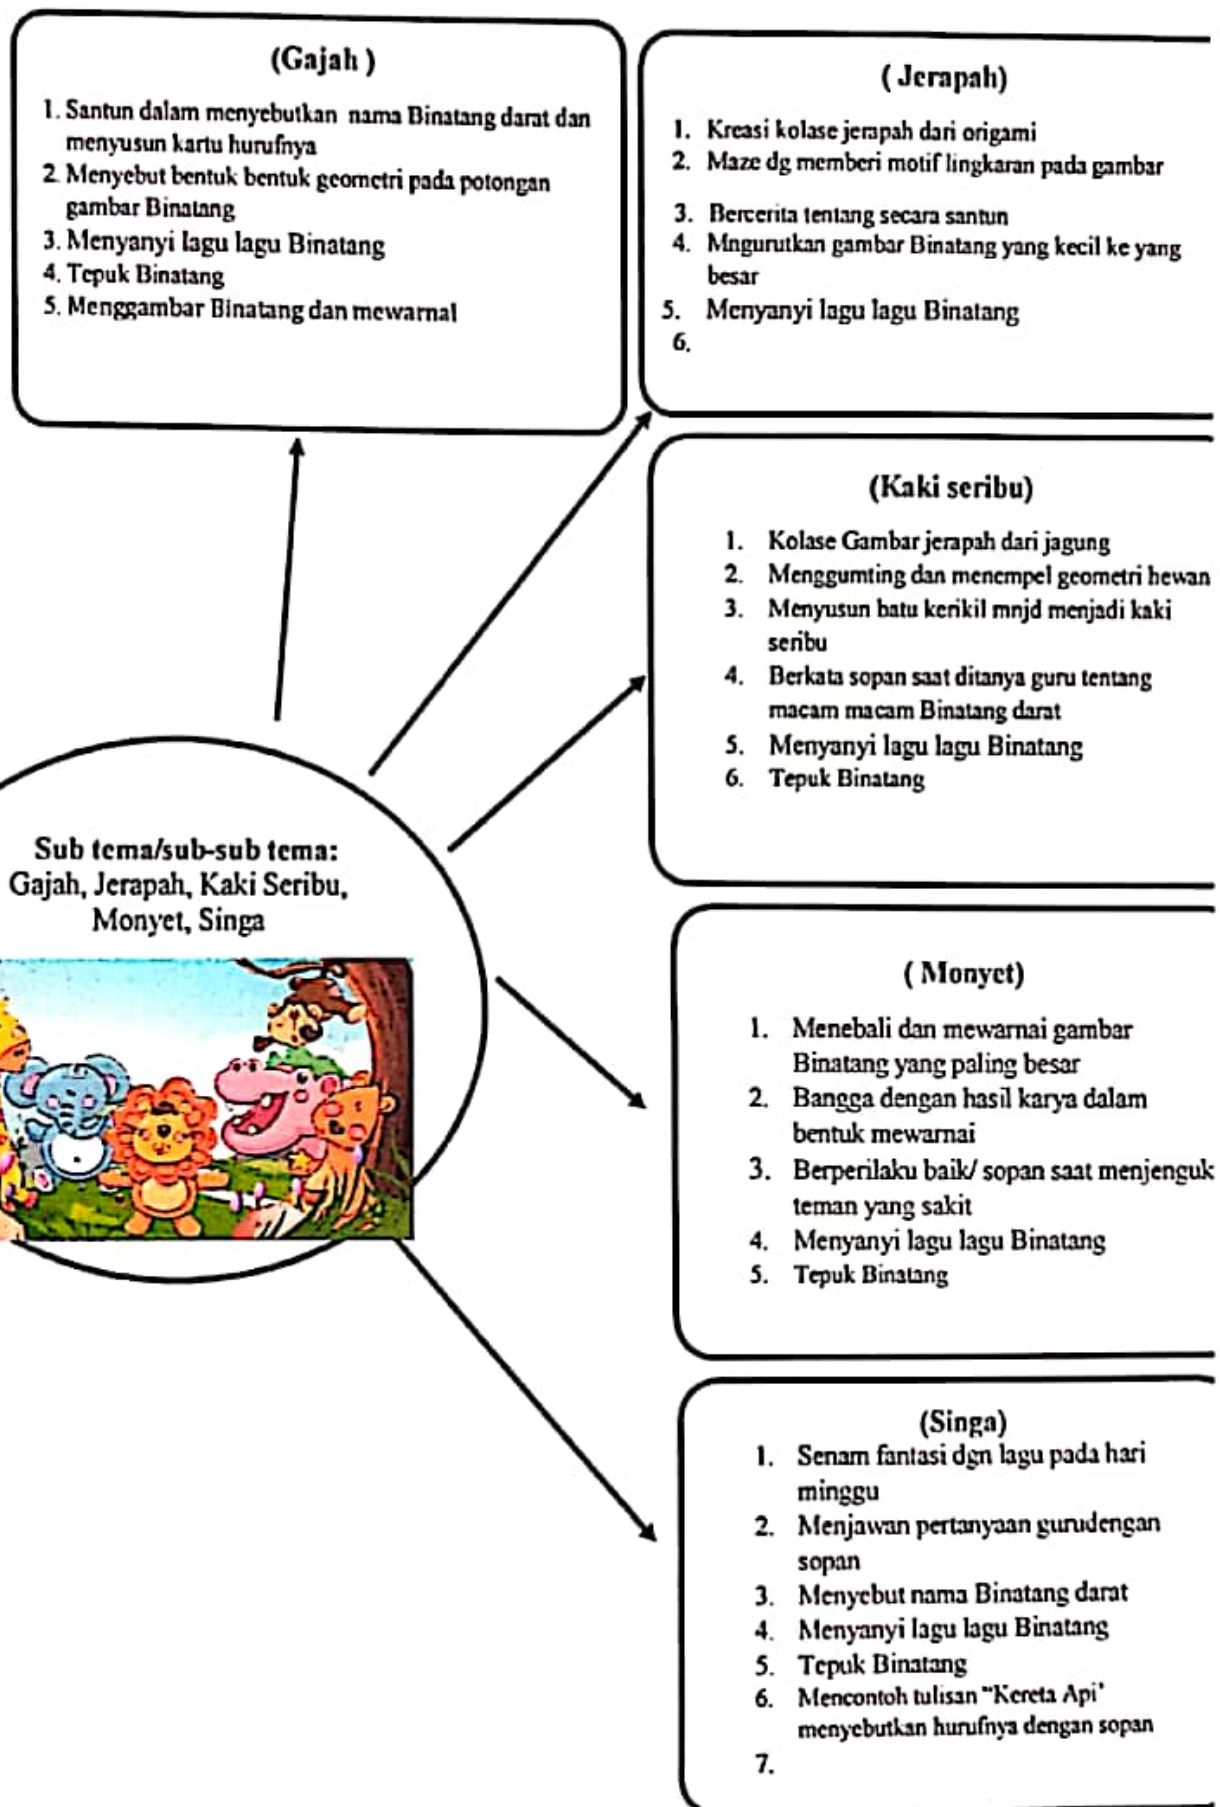 (Gajah )
1. Santun dalam menyebutkan nama Binatang darat dan
menyusun kartu hurufnya
2. Menyebut bentuk bentuk geometri pada potongan
gambar Binatang
3. Menyanyi lagu lagu Binatang
4. Tepuk Binatang
5. Menggambar Binatang dan mewarnai
( Jerapah)
1. Kreasi kolase jerapah dari origami
2. Maze dg memberi motif lingkaran pada gambar
3. Bercerita tentang secara santun
4. Mngurutkan gambar Binatang yang kecil ke yang
besar
5. Menyanyi lagu lagu Binatang
6.
(Kaki seribu)
1. Kolase Gambar jerapah dari jagung
2. Menggumting dan menempel geometri hewan
3. Menyusun batu kerikil mnjd menjadi kaki
seribu
4. Berkata sopan saat ditanya guru tentang
macam macam Binatang darat
5. Menyanyi lagu lagu Binatang
6. Tepuk Binatang
Sub tema/sub-sub tema:
Gajah, Jerapah, Kaki Seribu,
Monyet, Singa
( Monyet)
1. Menebali dan mewarnai gambar
Binatang yang paling besar
2. Bangga dengan hasil karya dalam
bentuk mewarnai
3. Berperilaku baik/ sopan saat menjenguk
teman yang sakit
4. Menyanyi lagu lagu Binatang
5. Tepuk Binatang
(Singa)
1. Senam fantasi dgn lagu pada hari
minggu
2. Menjawan pertanyaan gurudengan
sopan
3. Menyebut nama Binatang darat
4. Menyanyi lagu lagu Binatang
5. Tepuk Binatang
6. Mencontoh tulisan "Kereta Api'
menyebutkan hurufnya dengan sopan
7.